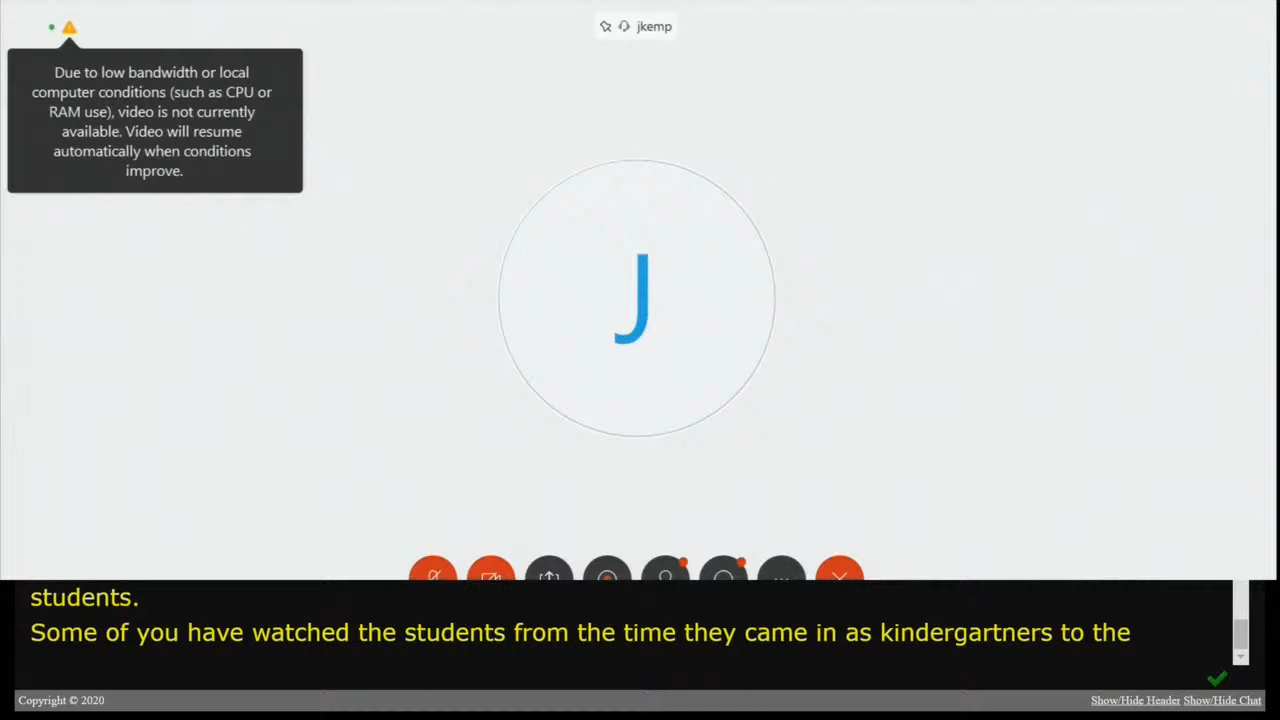 jkemp
Due to low bandwidth or local
computer conditions (such as CPU or
RAM use), video is not currently
available. Video will resume
automatically when conditions
improve.
J
students.
Some of you have watched the students from the time they came in as kindergartners to the
Copyright © 2020
Show/Hide Header Show/Hide Chat